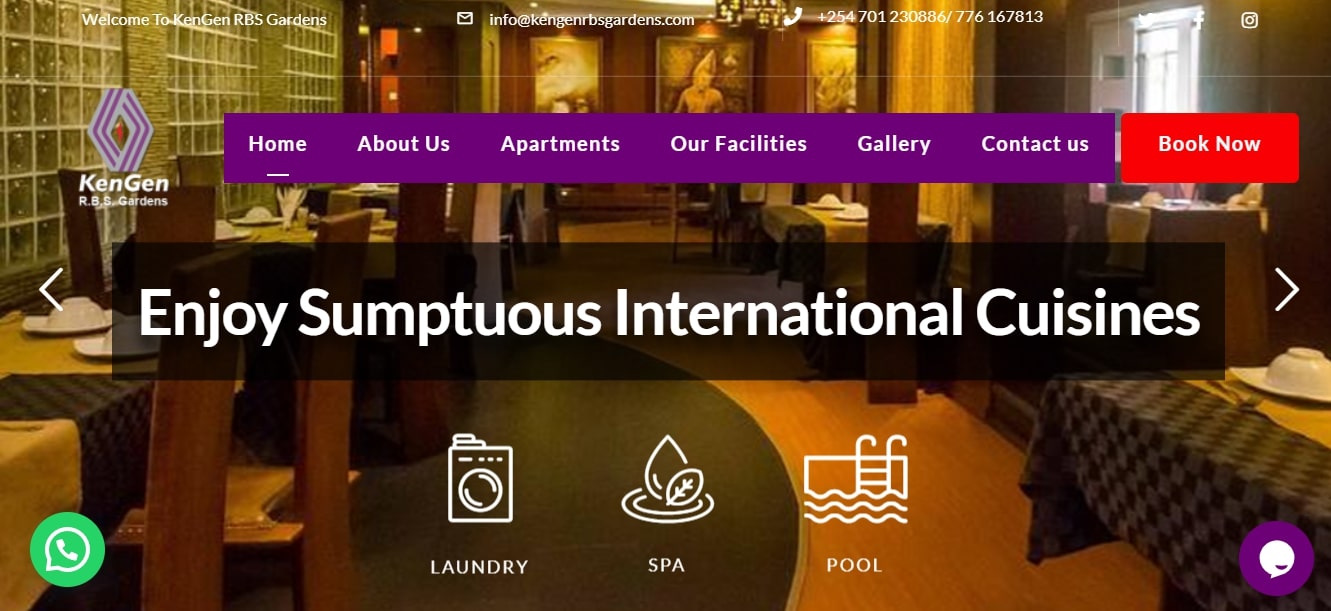 Welcome To KenGen RBS Gardens
info@kengenrbsgardens.com
+254 701 230886/ 776 167813
KenGen
R.B.S. Gardens
Home
About Us
Apartments
Our Facilities
Gallery
Contact us
Book Now
Enjoy Sumptuous International Cuisines
LAUNDRY
SPA
POOL